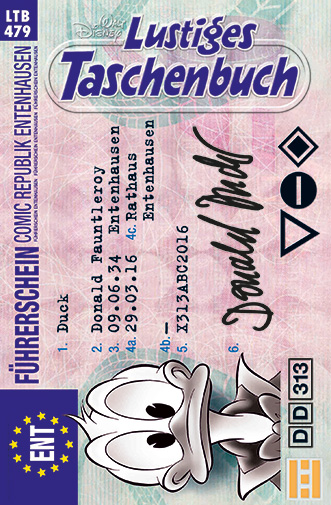 LTB
479
Walt
Disney
Lustiges
Taschenbuch
FÜHRERSCHEIN COMIC REPUBLIK ENTENHAUSEN
1. Duck
2. Donald Fauntleroy
3. 09.06.34 Entenhausen
4a. 29.03.16 4c. Rathaus
Entenhausen
4b. —
5. X313ABC2016
6. Donald Duck
ENT
D D 313